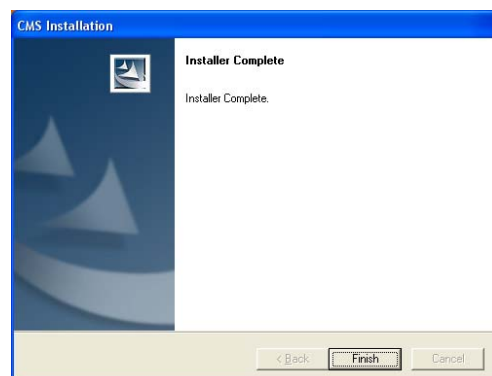 CMS Installation
Installer Complete
Installer Complete.
< Back
Finish
Cancel